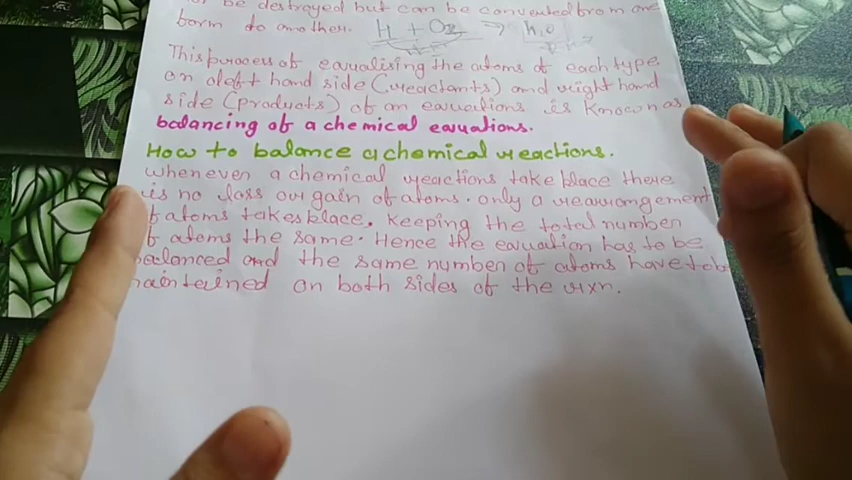 be destroyed but can be converted from one
form to another. H + O2 ⇒ h2o
This process of equalising the atoms of each type
on a left hand side (reactants) and right hand
side (products) of an equations is known as
balancing of a chemical equations.
How to balance a chemical reactions.
whenever a chemical reactions take place there
is no loss or gain of atoms. only a rearrangement
of atoms takes place, keeping the total number
of atoms the same. Hence the equation has to be
balanced and the same number of atoms have to be
maintained on both sides of the rxn.